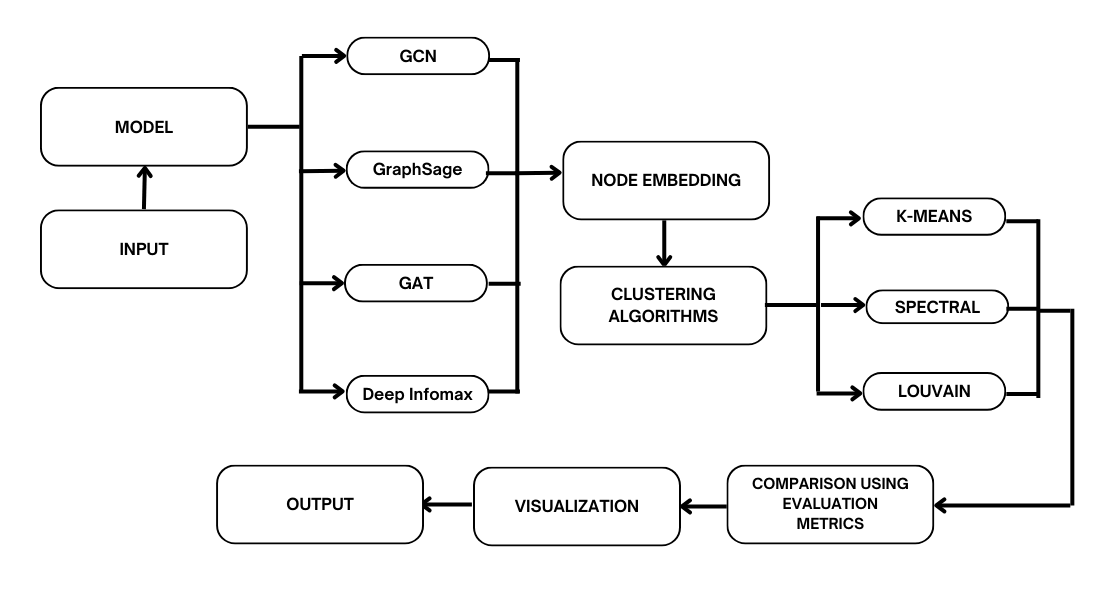 GCN
MODEL
GraphSage
NODE EMBEDDING
INPUT
K-MEANS
GAT
CLUSTERING
ALGORITHMS
SPECTRAL
Deep Infomax
LOUVAIN
OUTPUT
VISUALIZATION
COMPARISON USING
EVALUATION
METRICS